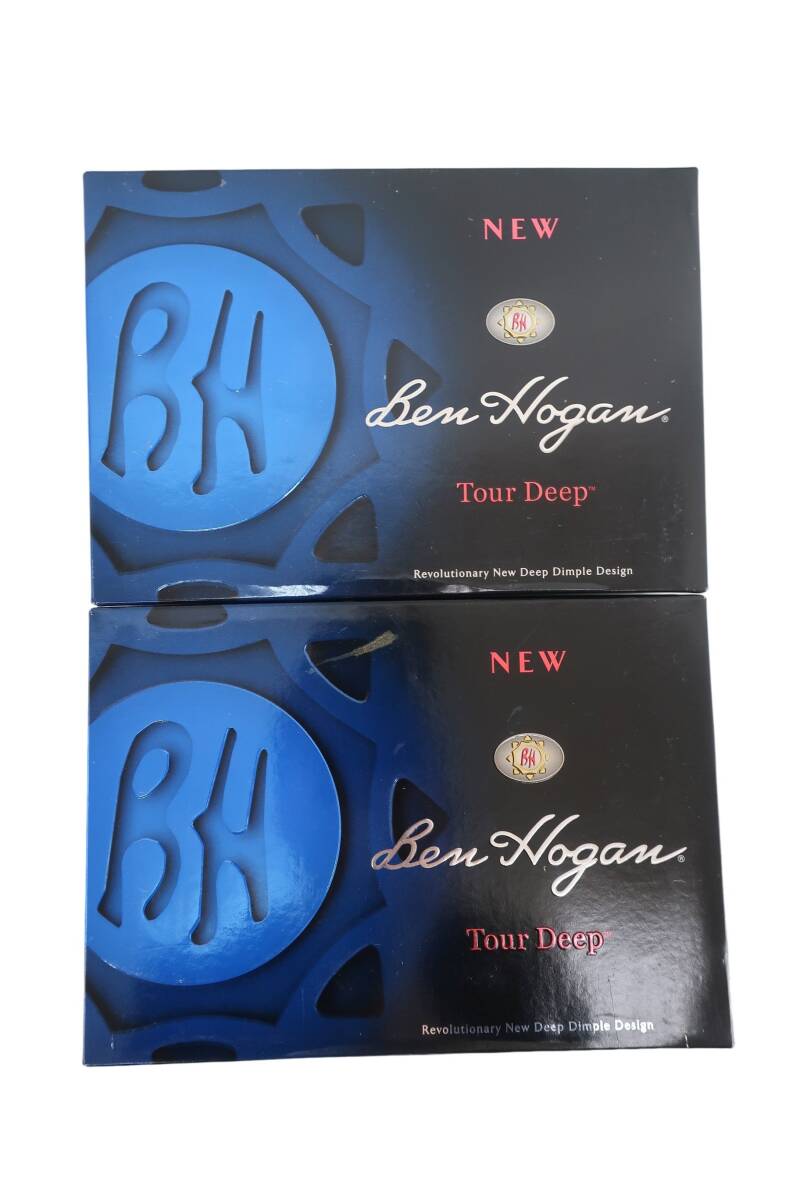 BH
NEW
BH
Ben Hogan®
Tour Deep™
Revolutionary New Deep Dimple Design
BH
NEW
BH
Ben Hogan®
Tour Deep™
Revolutionary New Deep Dimple Design